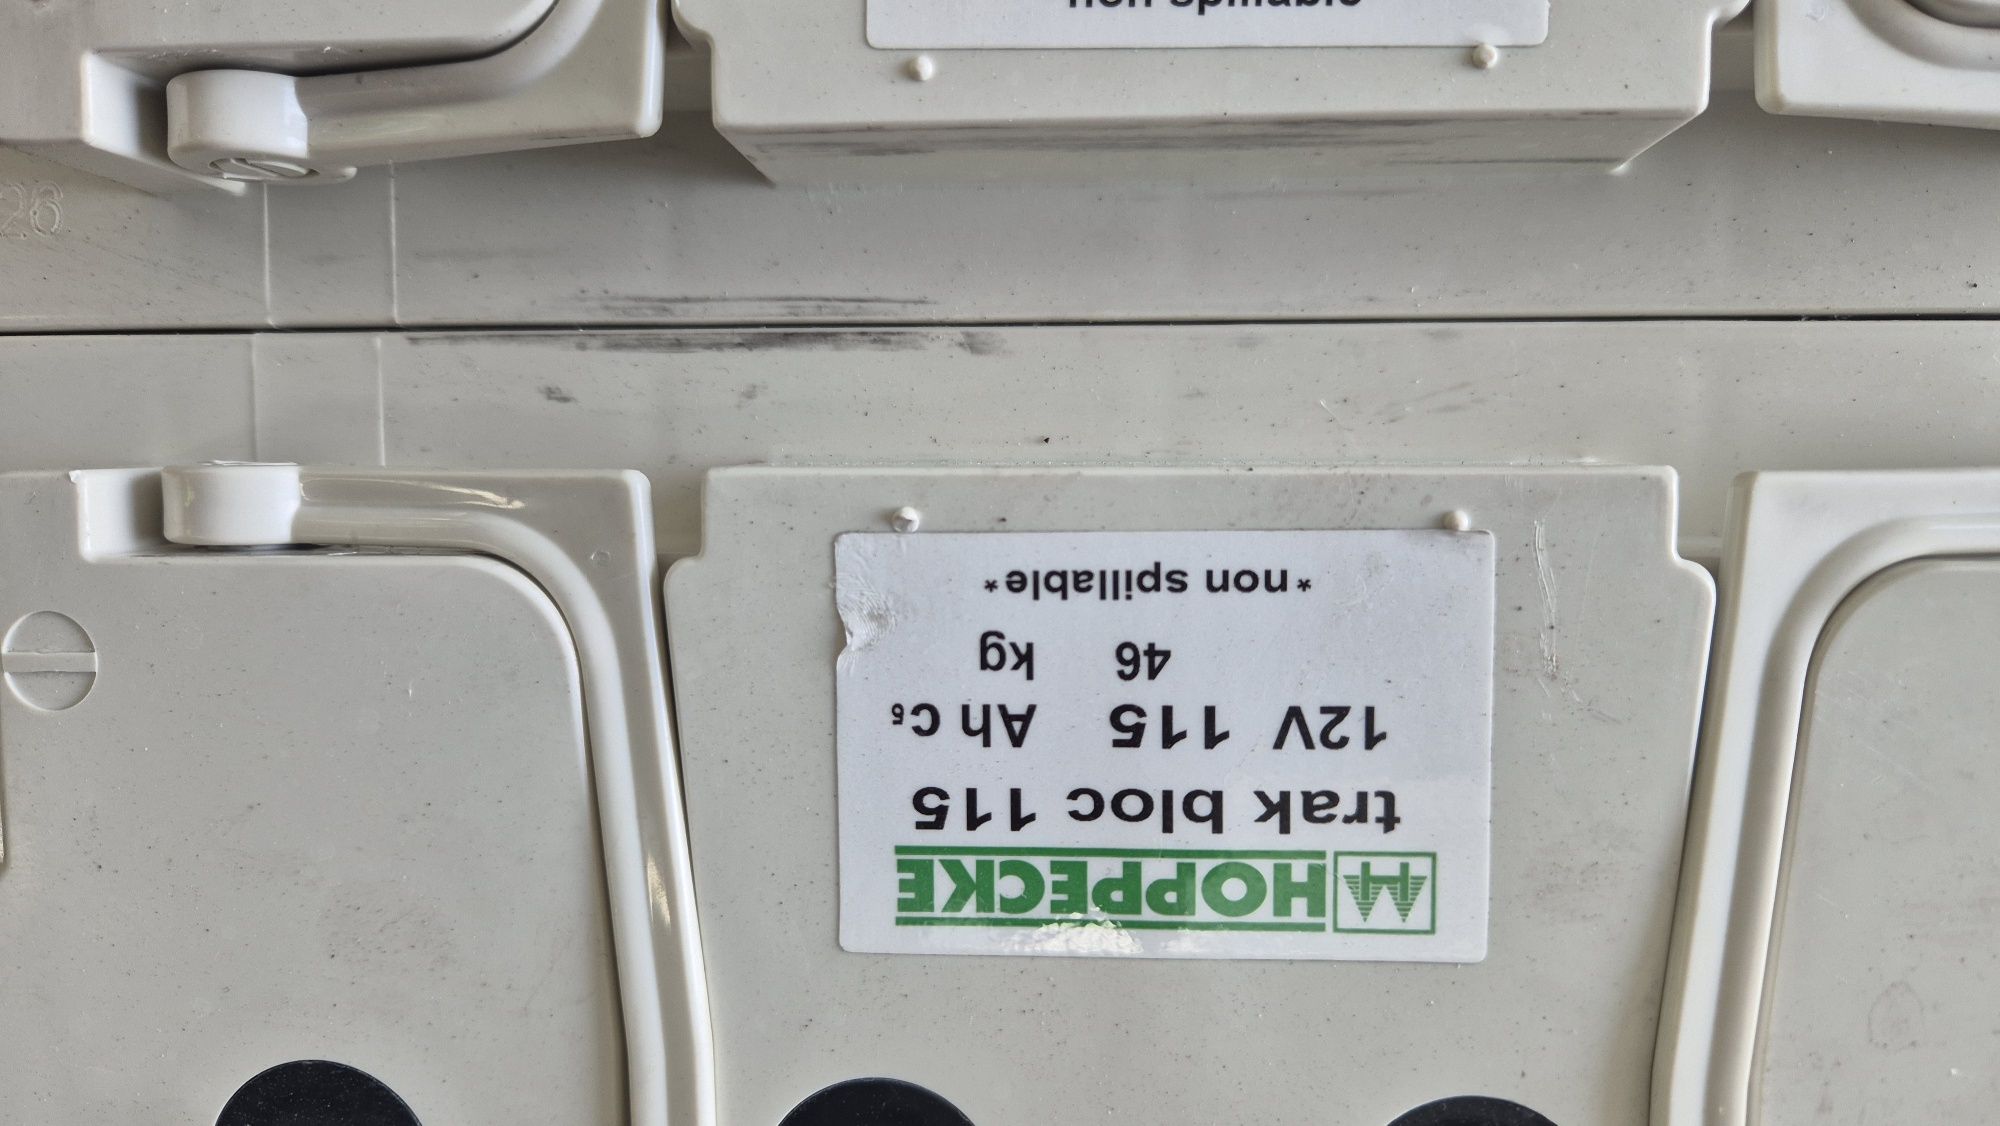 non spillable
26
HOPPECKE
trak bloc 115
12V 115 Ah C5
46 kg
*non spillable*